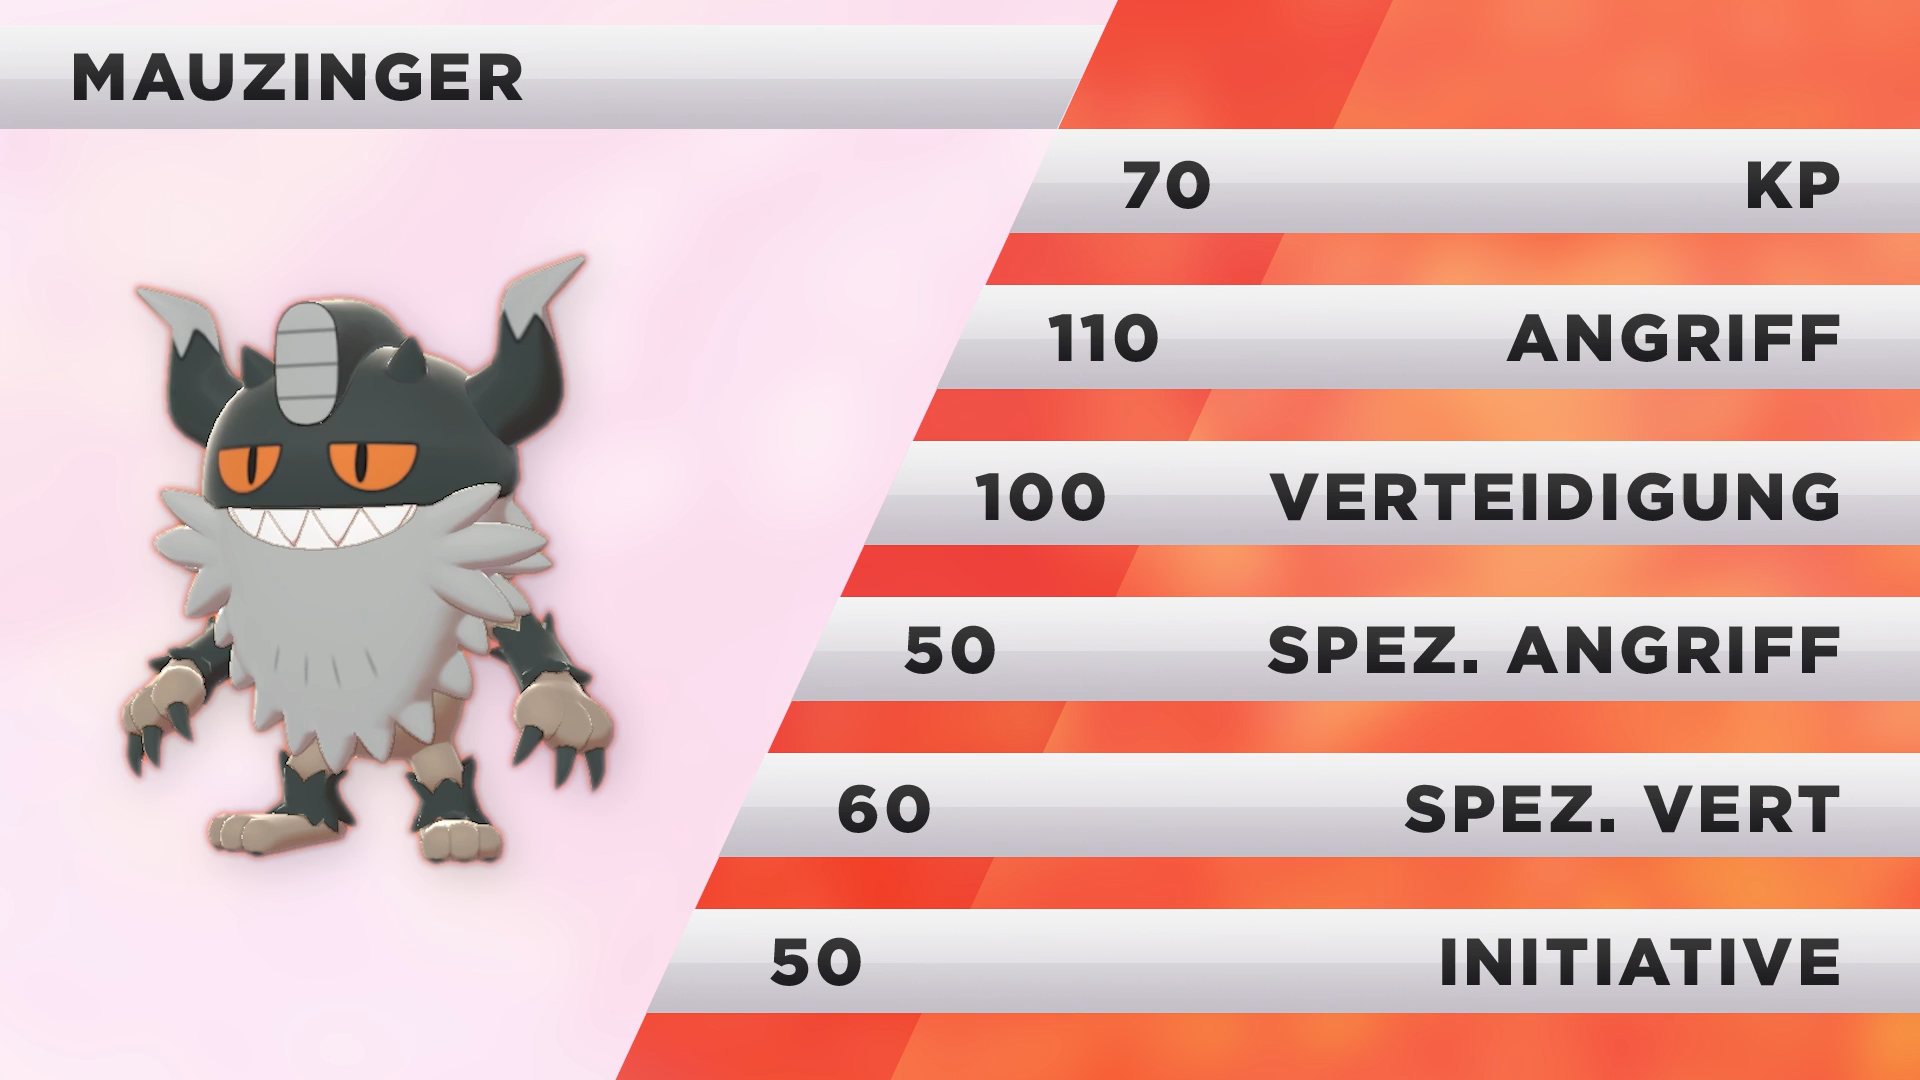 MAUZINGER
70 KP
110 ANGRIFF
100 VERTEIDIGUNG
50 SPEZ. ANGRIFF
60 SPEZ. VERT
50 INITIATIVE